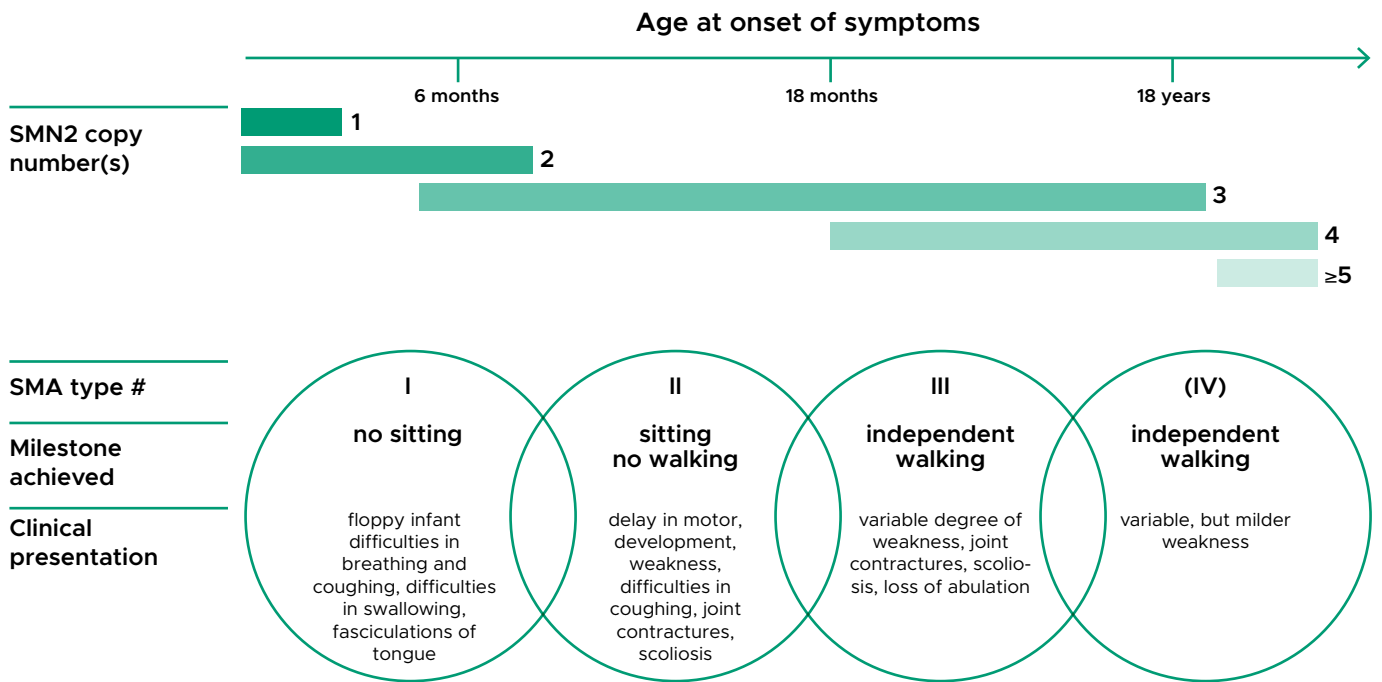 Age at onset of symptoms
6 months
18 months
18 years
SMN2 copy
number(s)
1
2
3
4
≥5
SMA type #
I
II
III
(IV)
Milestone
achieved
no sitting
sitting
no walking
independent
walking
independent
walking
Clinical
presentation
floppy infant
difficulties in
breathing and
coughing, difficulties
in swallowing,
fasciculations of
tongue
delay in motor,
development,
weakness,
difficulties in
coughing, joint
contractures,
scoliosis
variable degree of
weakness, joint
contractures, scolio-
sis, loss of abulation
variable, but milder
weakness